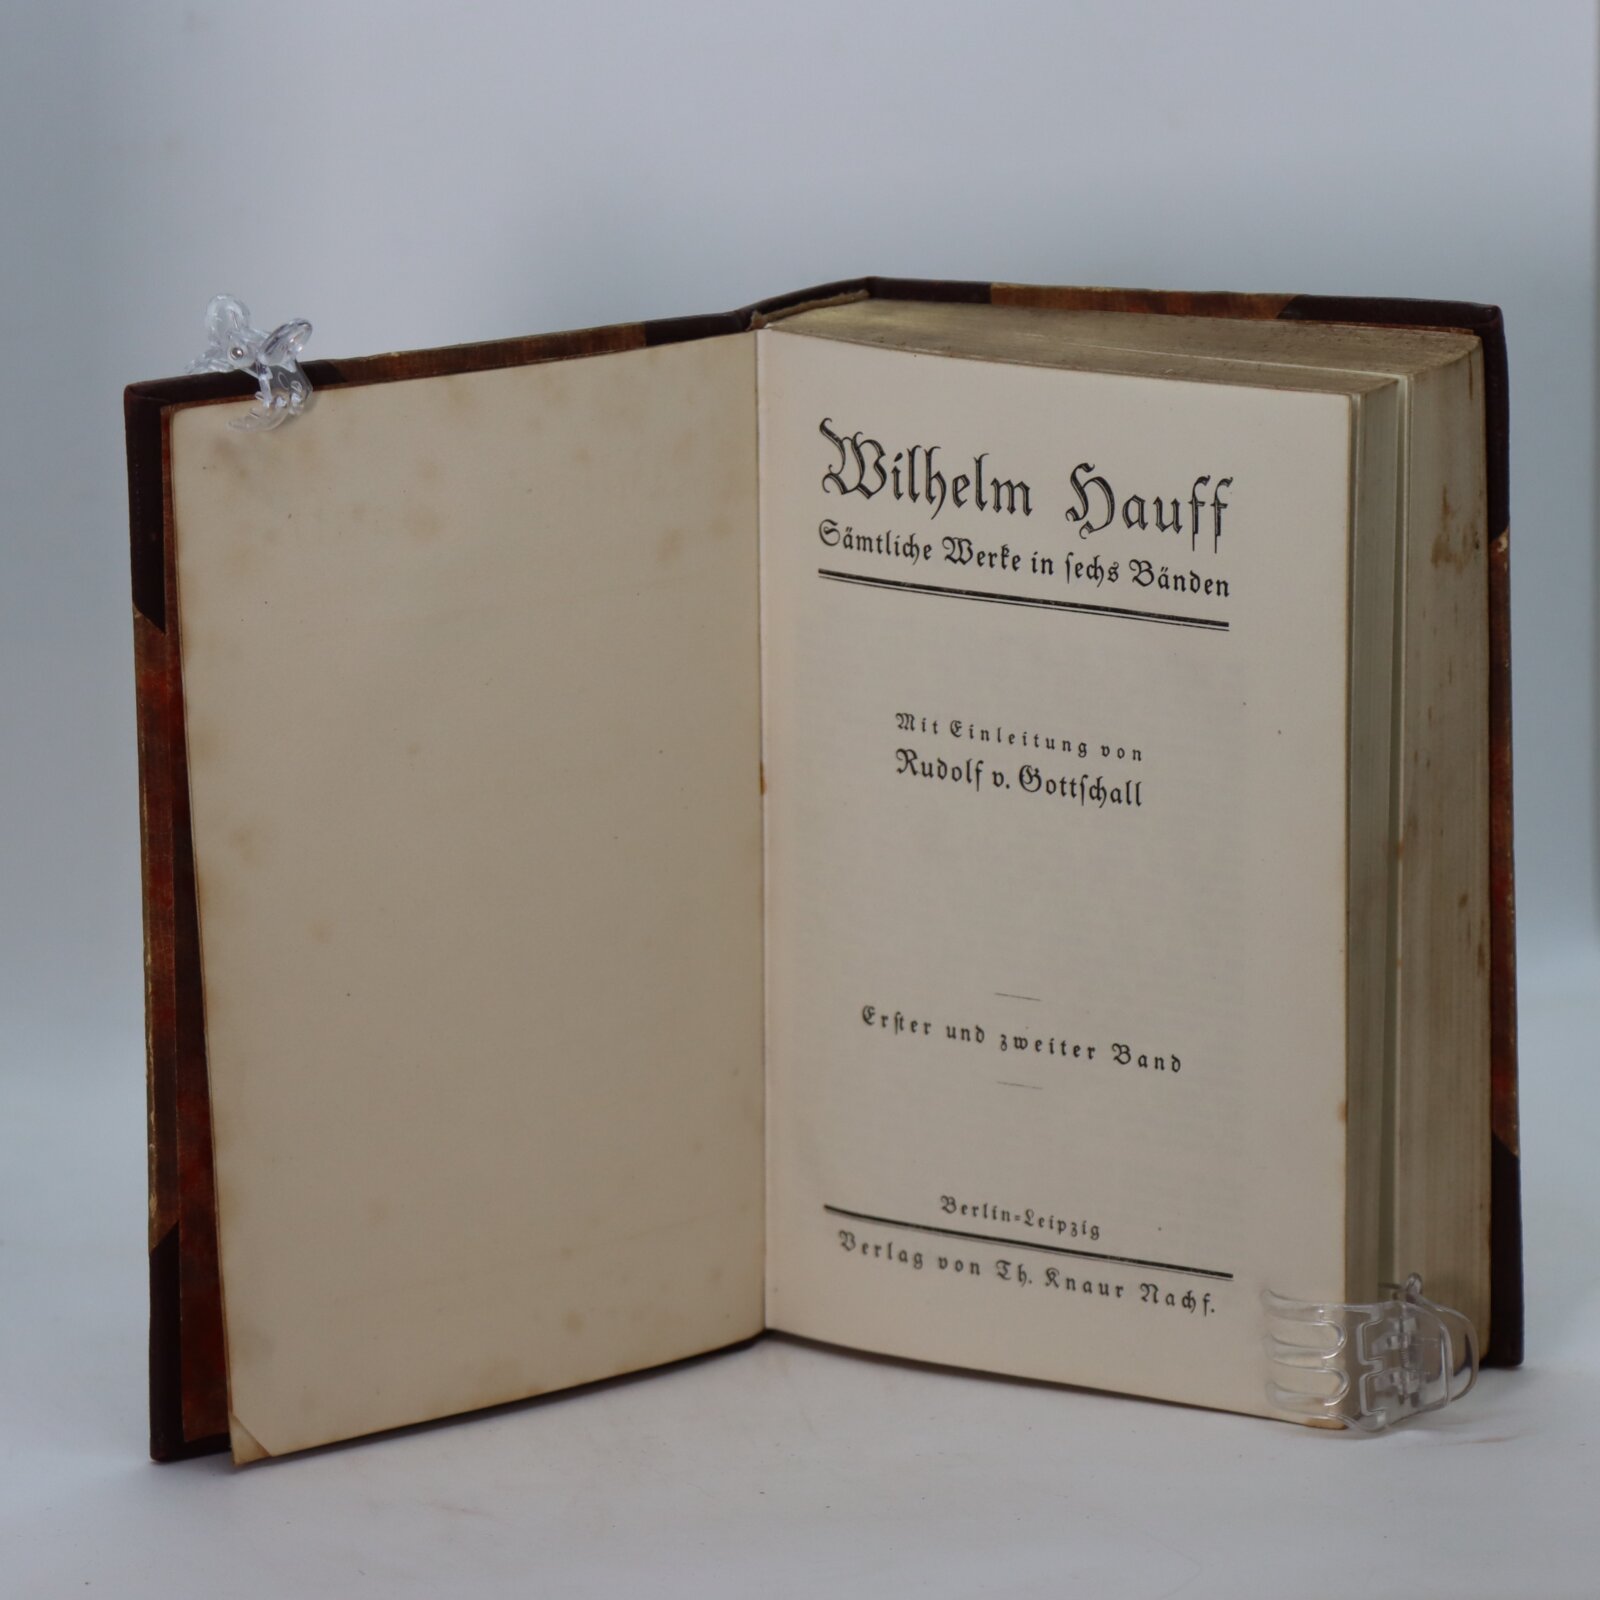 Wilhelm Hauff
Sämtliche Werke in ſechs Bänden
Mit Einleitung von
Rudolf v. Gottſchall
Erſter und zweiter Band
Berlin-Leipzig
Verlag von Th. Knaur Nachf.